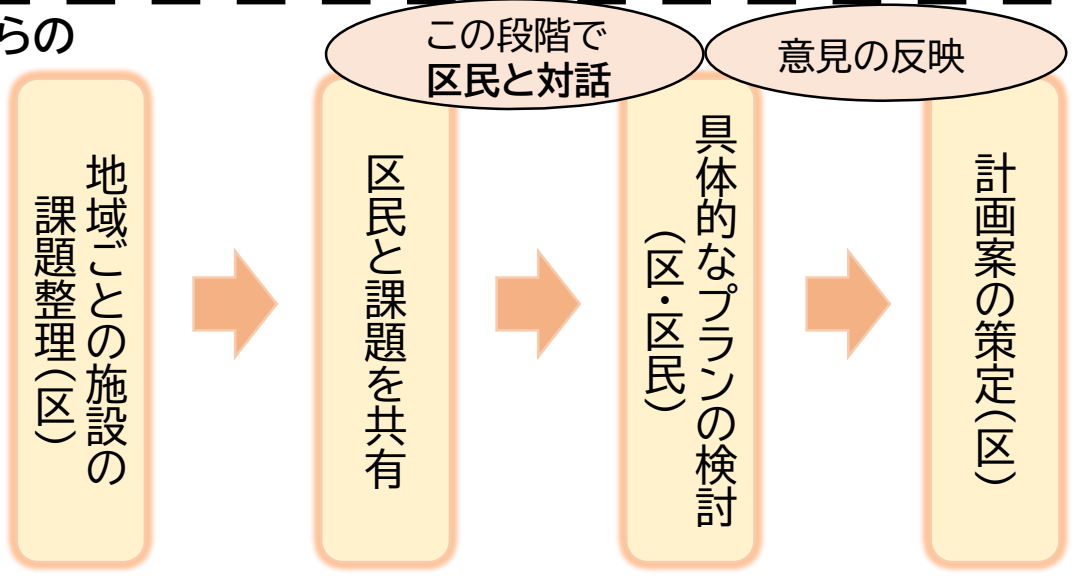 らの
この段階で
区民と対話
意見の反映
地域ごとの施設の
課題整理(区)
区民と課題を共有
具体的なプランの検討
(区・区民)
計画案の策定(区)